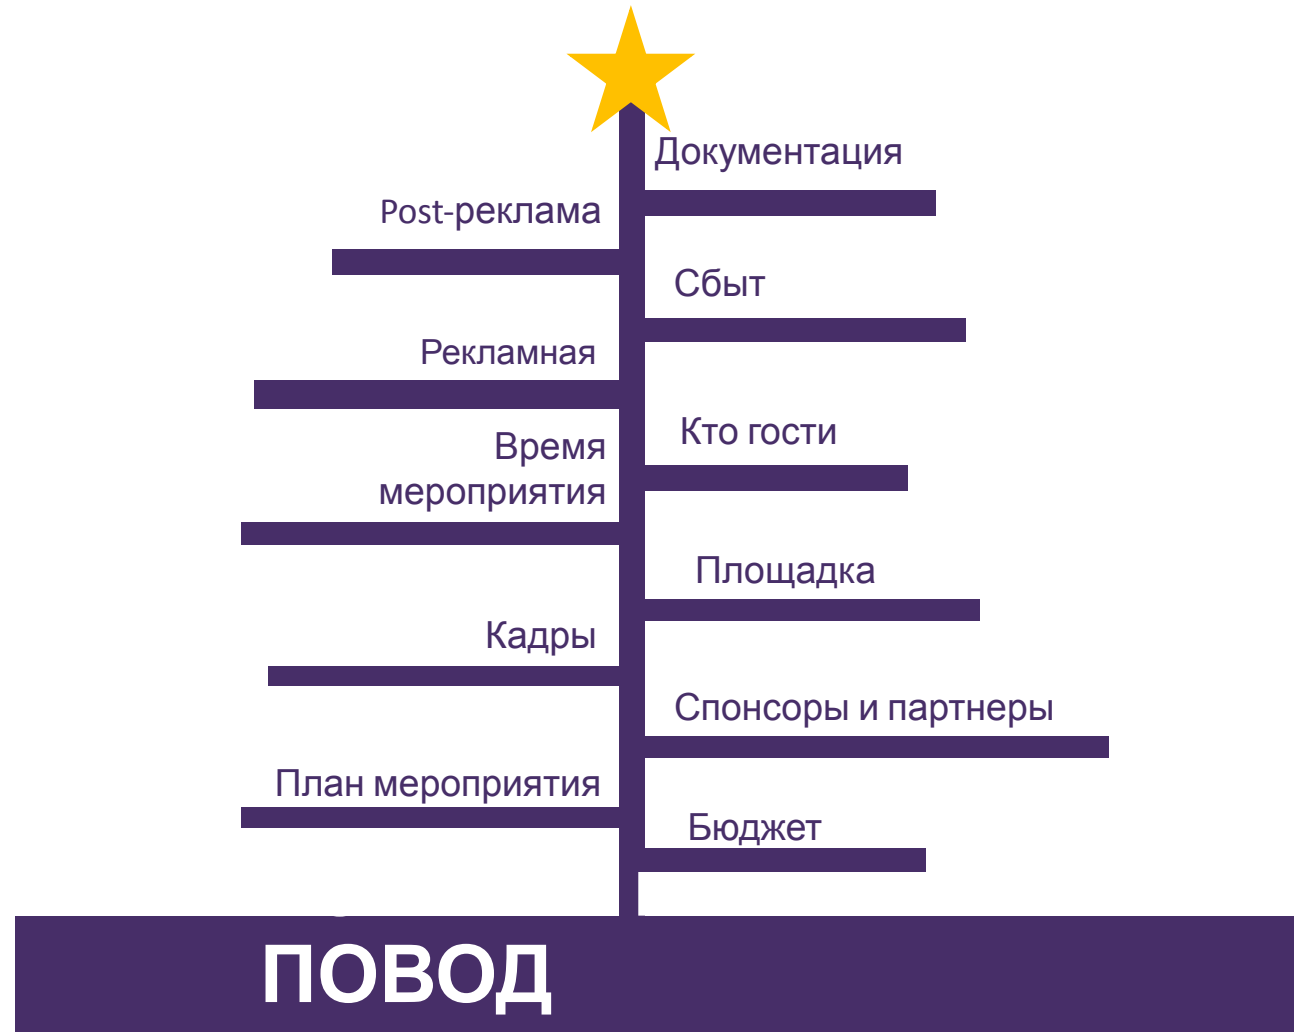 Документация
Post-реклама
Сбыт
Рекламная
Кто гости
Время
мероприятия
Площадка
Кадры
Спонсоры и партнеры
План мероприятия
Бюджет
ПОВОД